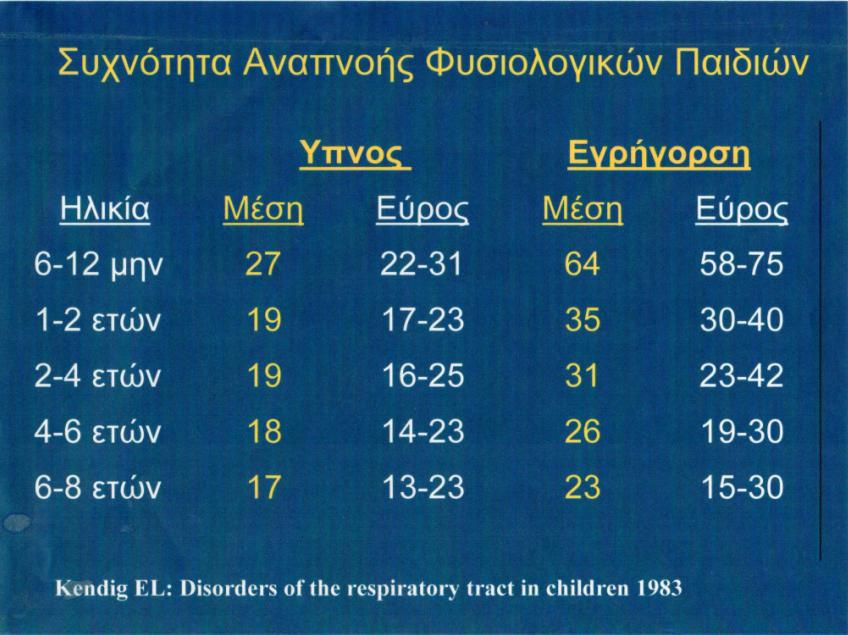 Συχνότητα Αναπνοής Φυσιολογικών Παιδιών
Υπνος Εγρήγορση
Ηλικία Μέση Εύρος Μέση Εύρος
6-12 μην 27 22-31 64 58-75
1-2 ετών 19 17-23 35 30-40
2-4 ετών 19 16-25 31 23-42
4-6 ετών 18 14-23 26 19-30
6-8 ετών 17 13-23 23 15-30
Kendig EL: Disorders of the respiratory tract in children 1983